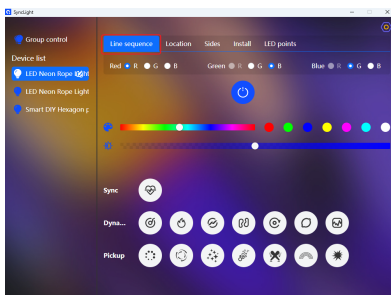 SyncLight
Group control
Device list
LED Neon Rope Light
LED Neon Rope Light
Smart DIY Hexagon p
Line sequence Location Sides Install LED points
Red R G B Green R G B Blue R G B
Sync
Dyna...
Pickup